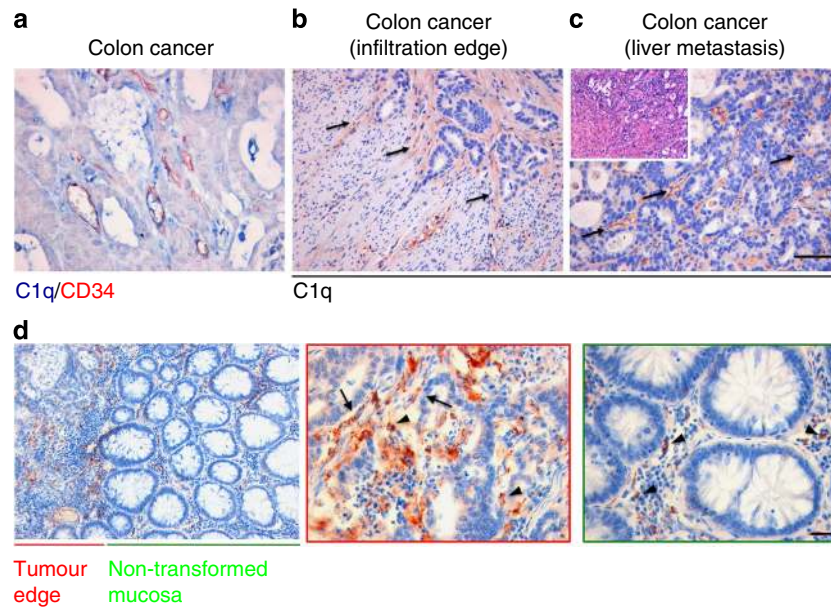 a
Colon cancer
b
Colon cancer
(infiltration edge)
c
Colon cancer
(liver metastasis)
C1q/CD34
C1q
d
Tumour
edge
Non-transformed
mucosa